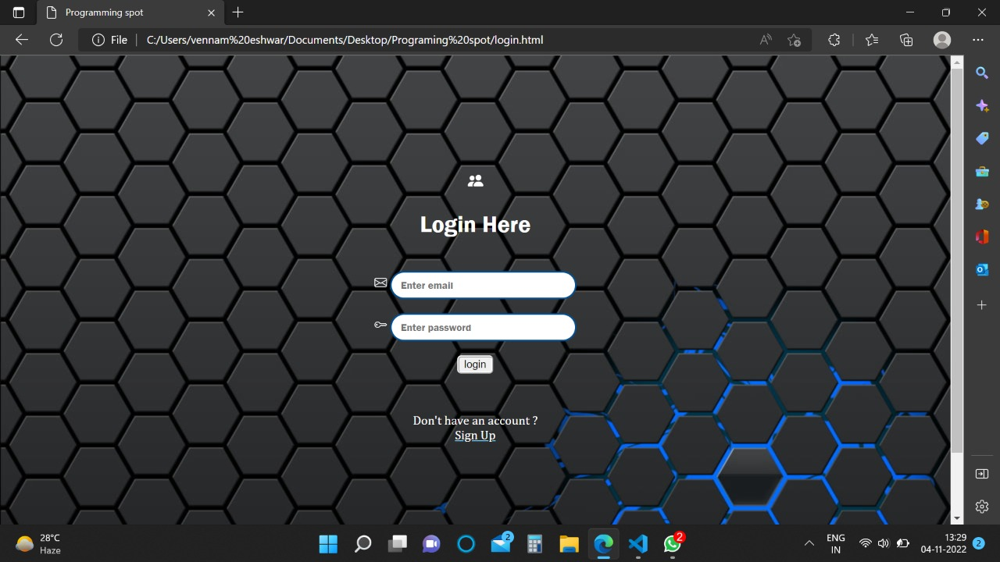 Programming spot
File
C:/Users/vennam%20eshwar/Documents/Desktop/Programing%20spot/login.html
Login Here
Enter email
Enter password
login
Don't have an account ?
Sign Up
28°C
Haze
2
2
ENG
IN
13:29
04-11-2022
2